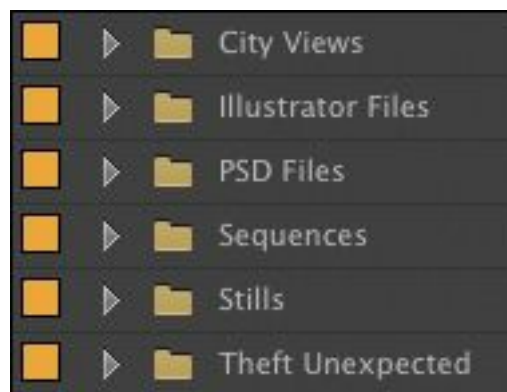 City Views
Illustrator Files
PSD Files
Sequences
Stills
Theft Unexpected